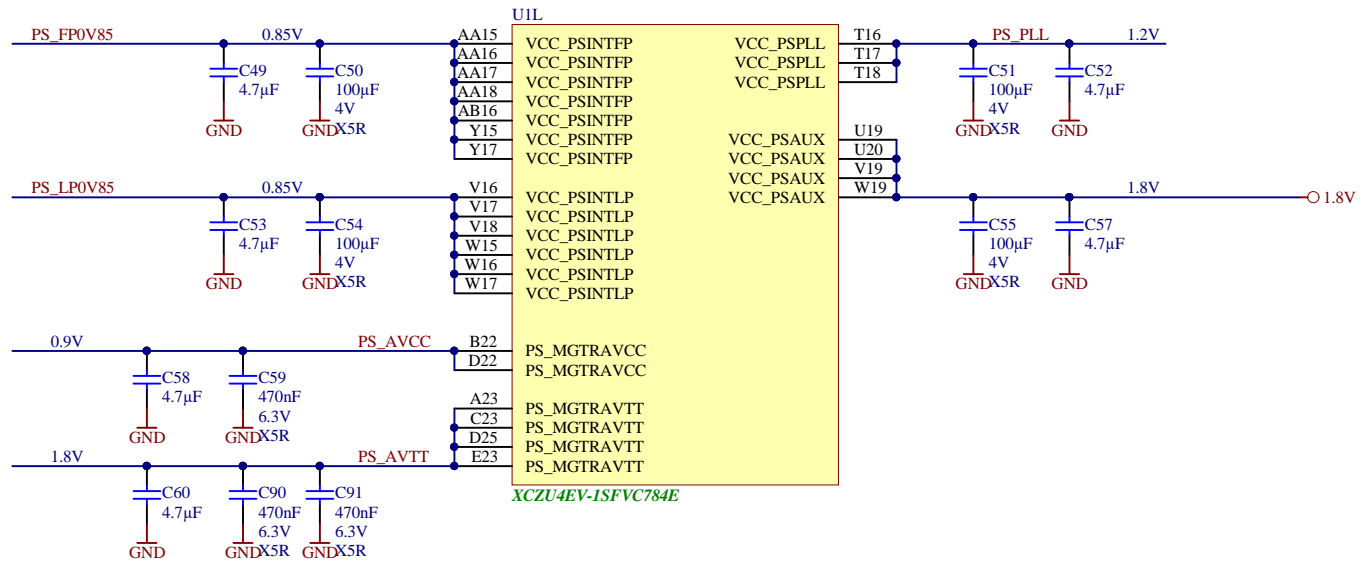 U1L
PS_FP0V85 0.85V AA15 VCC_PSINTFP VCC_PSPLL T16 PS_PLL 1.2V
AA16 VCC_PSINTFP VCC_PSPLL T17
C49 C50 AA17 VCC_PSINTFP VCC_PSPLL T18 C51 C52
4.7µF 100µF AA18 VCC_PSINTFP 100µF 4.7µF
4V AB16 VCC_PSINTFP 4V
GND GND X5R Y15 VCC_PSINTFP VCC_PSAUX U19 GND X5R GND
Y17 VCC_PSINTFP VCC_PSAUX U20
VCC_PSAUX V19
PS_LP0V85 0.85V V16 VCC_PSINTLP VCC_PSAUX W19 1.8V 1.8V
V17 VCC_PSINTLP
C53 C54 V18 VCC_PSINTLP C55 C57
4.7µF 100µF W15 VCC_PSINTLP 100µF 4.7µF
4V W16 VCC_PSINTLP 4V
GND GND X5R W17 VCC_PSINTLP GND X5R GND
0.9V PS_AVCC B22 PS_MGTRAVCC
D22 PS_MGTRAVCC
C58 C59
4.7µF 470nF A23 PS_MGTRAVTT
6.3V C23 PS_MGTRAVTT
GND GND X5R D25 PS_MGTRAVTT
1.8V PS_AVTT E23 PS_MGTRAVTT
C60 C90 C91 XCZU4EV-1SFVC784E
4.7µF 470nF 470nF
6.3V 6.3V
GND GND X5R GND X5R